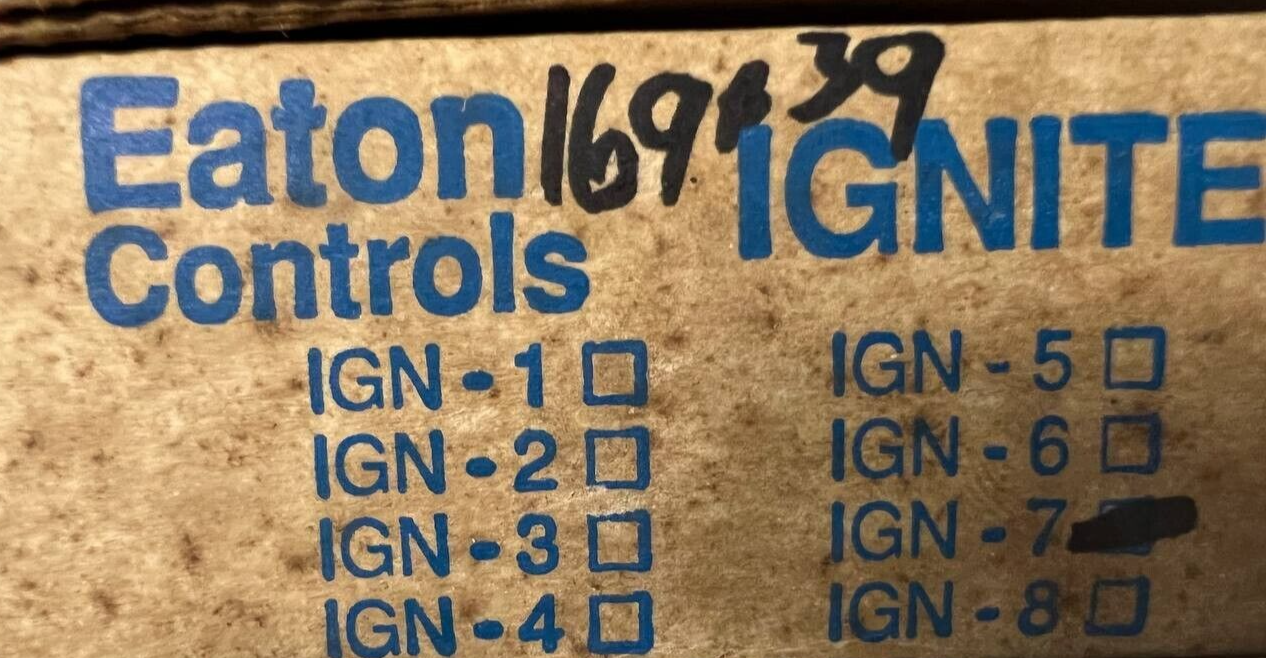 Eaton 169 39
IGNITE
Controls
IGN - 1 □ IGN - 5 □
IGN - 2 □ IGN - 6 □
IGN - 3 □ IGN - 7
IGN - 4 □ IGN - 8 □